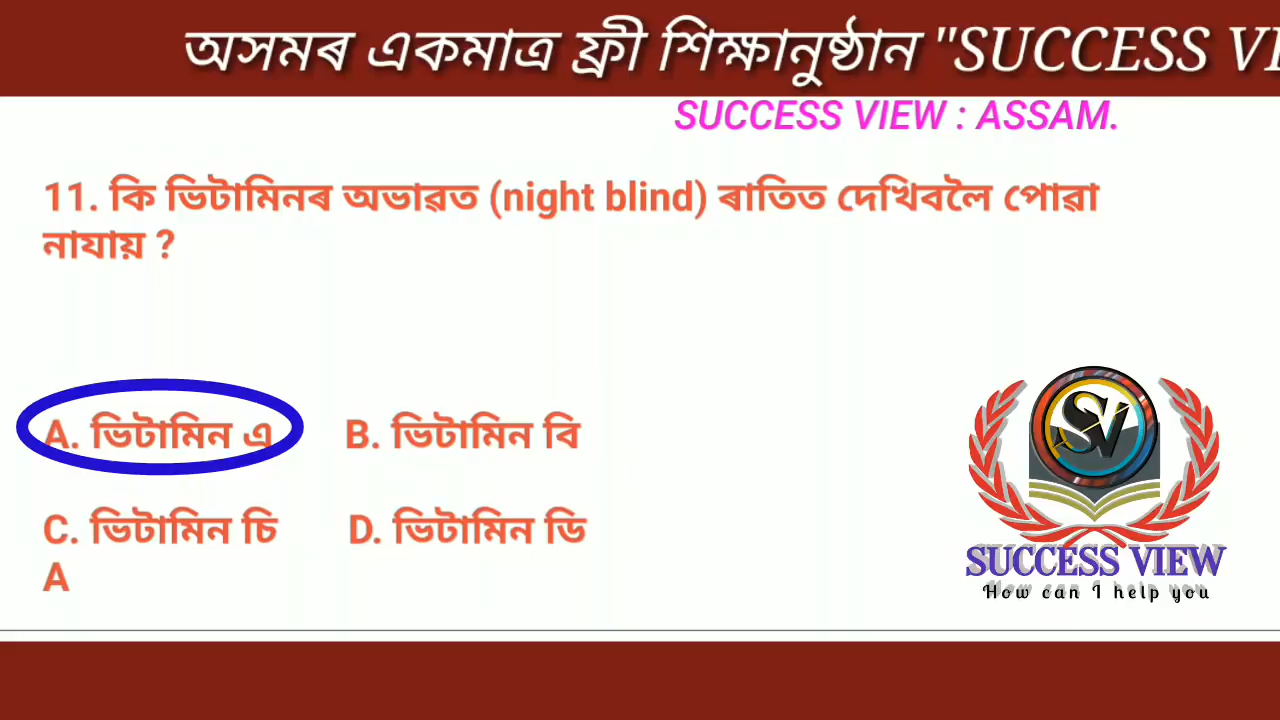 অসমৰ একমাত্ৰ ফ্ৰী শিক্ষানুষ্ঠান "SUCCESS VI
SUCCESS VIEW : ASSAM.
11. কি ভিটামিনৰ অভাৱত (night blind) ৰাতিত দেখিবলৈ পোৱা
নাযায় ?
A. ভিটামিন এ B. ভিটামিন বি
C. ভিটামিন চি D. ভিটামিন ডি
A
SV
SUCCESS VIEW
How can I help you